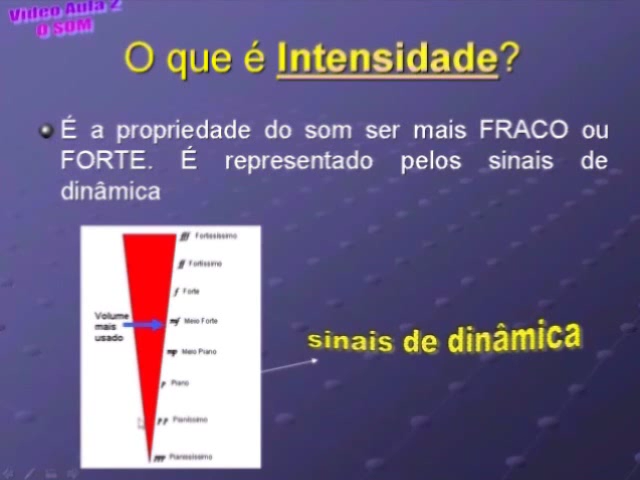 Video Aula 2
O SOM
O que é Intensidade?
É a propriedade do som ser mais FRACO ou
FORTE. É representado pelos sinais de
dinâmica
fff Fortississimo
ff Fortissimo
f Forte
Volume
mais
usado
mf Meio Forte
mp Meio Piano
p Piano
pp Pianissimo
ppp Pianississimo
sinais de dinâmica